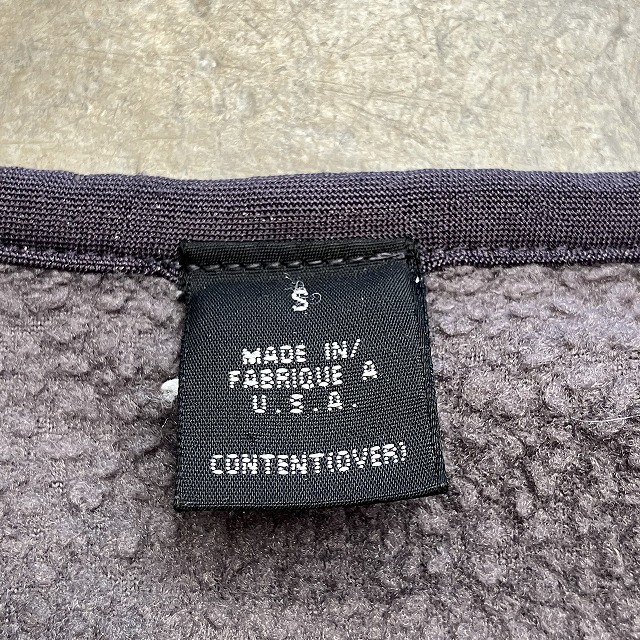 S
MADE IN/
FABRIQUE A
U.S.A.
CONTENT(OVER)